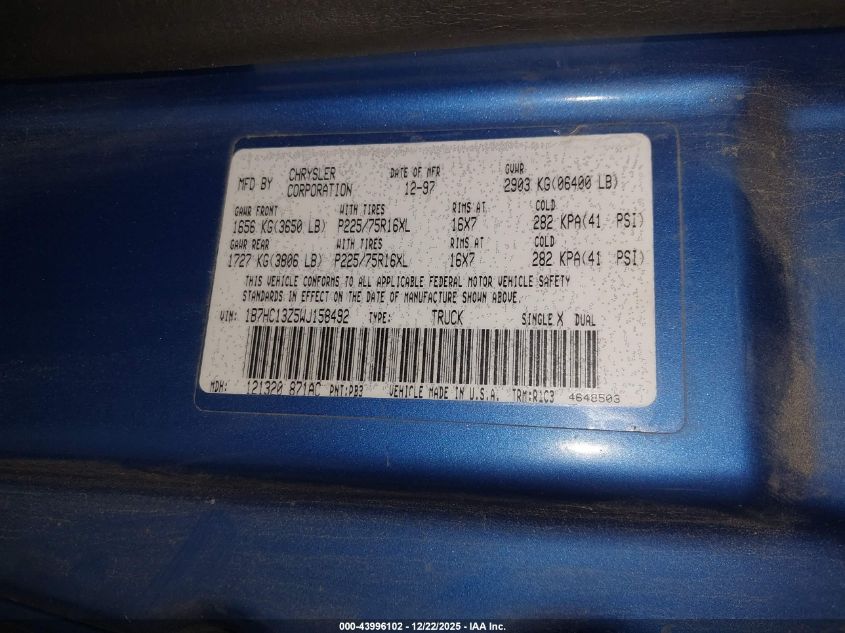 MFD BY CHRYSLER CORPORATION DATE OF MFR 12-97 GVWR 2903 KG(06400 LB)
GAWR FRONT WITH TIRES RIMS AT COLD
1656 KG(3650 LB) P225/75R16XL 16X7 282 KPA(41 PSI)
GAWR REAR WITH TIRES RIMS AT COLD
1727 KG(3806 LB) P225/75R16XL 16X7 282 KPA(41 PSI)
THIS VEHICLE CONFORMS TO ALL APPLICABLE FEDERAL MOTOR VEHICLE SAFETY
STANDARDS IN EFFECT ON THE DATE OF MANUFACTURE SHOWN ABOVE.
VIN: 1B7HC13Z5WJ158492 TYPE: TRUCK SINGLE X DUAL
MDH: 121320 871AC PNT:PB3 VEHICLE MADE IN U.S.A. TRM:R1C3 4648503
000-43996102 - 12/22/2025 - IAA Inc.